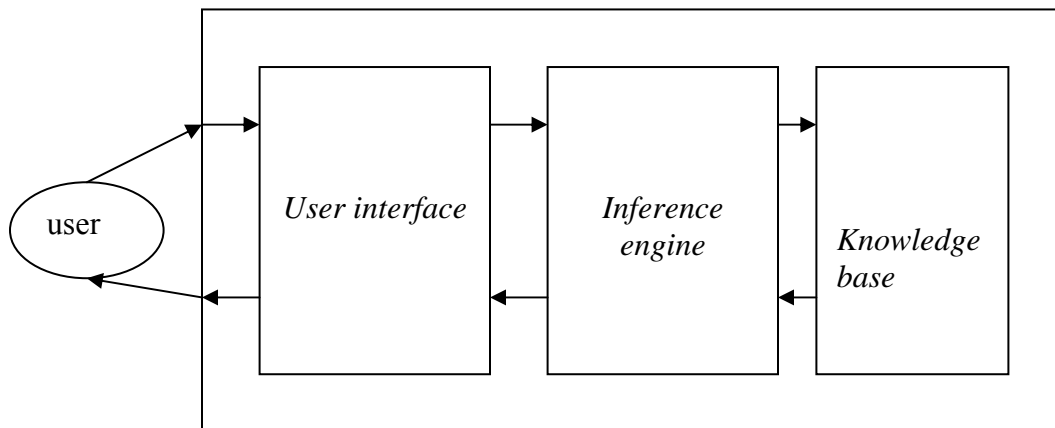 user
User interface
Inference
engine
Knowledge
base